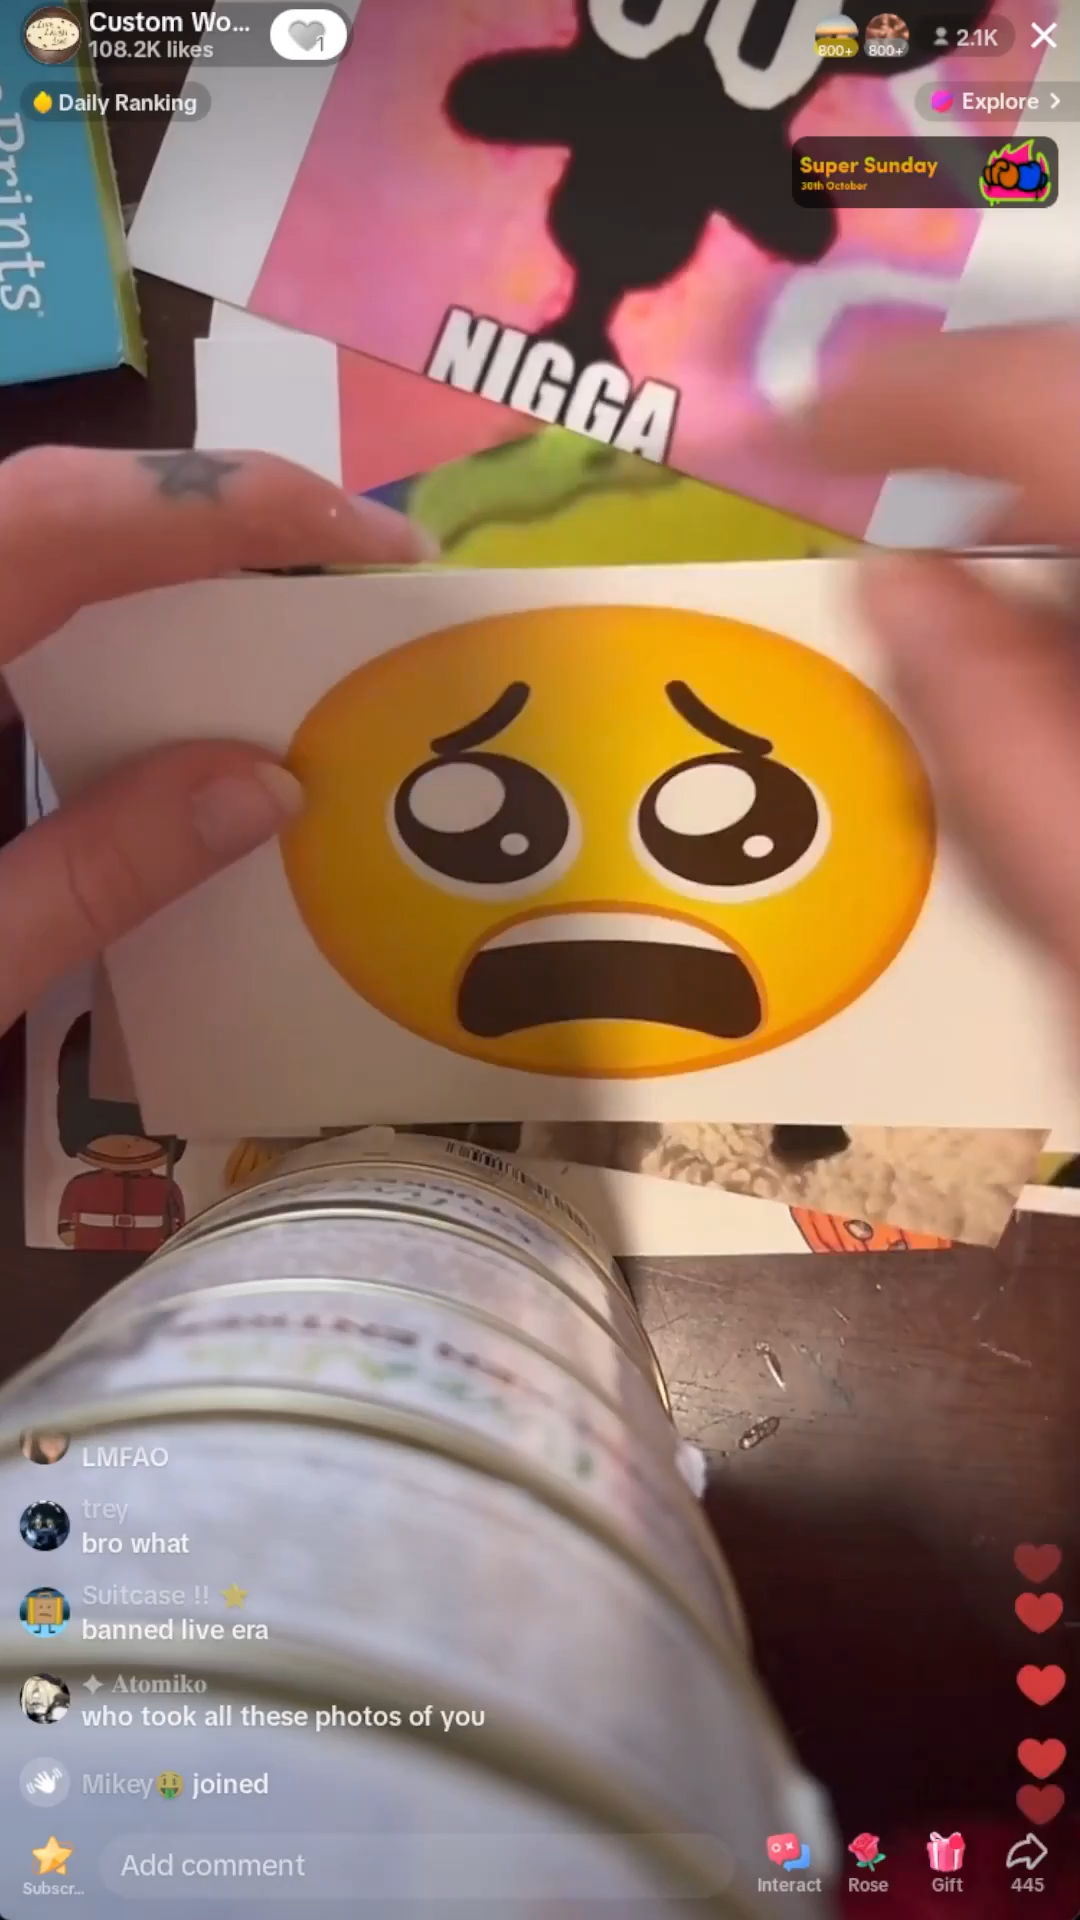 Custom Wo...
108.2K likes
1
800+
800+
2.1K
Daily Ranking
Explore >
Super Sunday
30th October
Prints
NIGGA
LMFAO
trey
bro what
Suitcase !!
banned live era
✦ Atomiko
who took all these photos of you
Mikey🤑 joined
Subscr...
Add comment
Interact
Rose
Gift
445